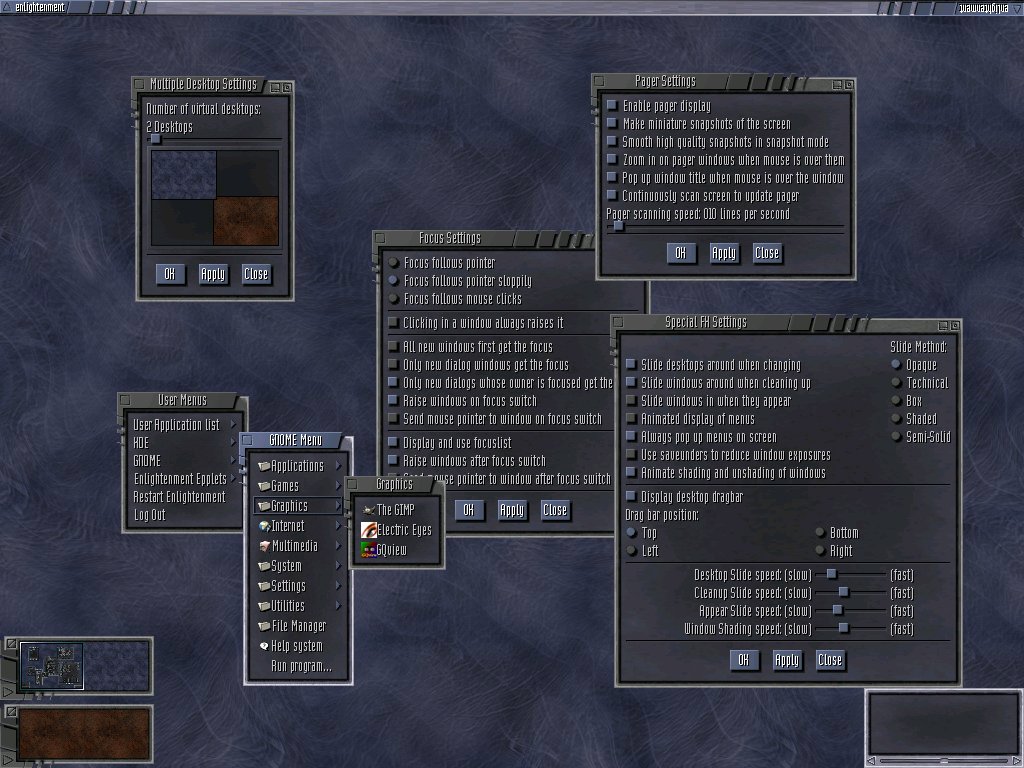 enlightenment
enlightenment
Multiple Desktop Settings
Number of virtual desktops:
2 Desktops
OK Apply Close
Pager Settings
Enable pager display
Make miniature snapshots of the screen
Smooth high quality snapshots in snapshot mode
Zoom in on pager windows when mouse is over them
Pop up window title when mouse is over the window
Continuously scan screen to update pager
Pager scanning speed: 010 lines per second
OK Apply Close
Focus Settings
Focus follows pointer
Focus follows pointer sloppily
Focus follows mouse clicks
Clicking in a window always raises it
All new windows first get the focus
Only new dialog windows get the focus
Only new dialogs whose owner is focused get the
Raise windows on focus switch
Send mouse pointer to window on focus switch
Display and use focuslist
Raise windows after focus switch
pointer to window after focus switch
OK Apply Close
Special FX Settings
Slide Method:
Slide desktops around when changing
Opaque
Slide windows around when cleaning up
Technical
Slide windows in when they appear
Box
Animated display of menus
Shaded
Always pop up menus on screen
Semi-Solid
Use saveunders to reduce window exposures
Animate shading and unshading of windows
Display desktop dragbar
Drag bar position:
Top Bottom
Left Right
Desktop Slide speed: (slow) (fast)
Cleanup Slide speed: (slow) (fast)
Appear Slide speed: (slow) (fast)
Window Shading speed: (slow) (fast)
OK Apply Close
User Menus
User Application list
KDE
GNOME
Enlightenment Epplets
Restart Enlightenment
Log Out
GNOME Menu
Applications
Games
Graphics
Internet
Multimedia
System
Settings
Utilities
File Manager
Help system
Run program...
Graphics
The GIMP
Electric Eyes
GQview